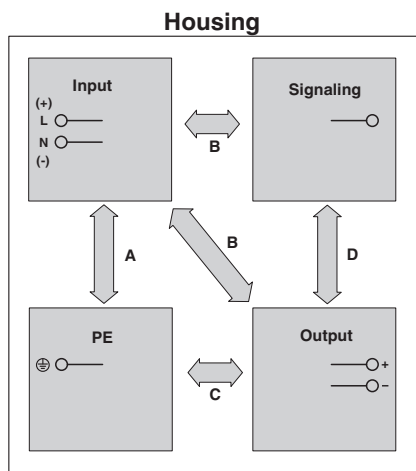 Housing
Input
(+)
L
N
(-)
Signaling
B
A
B
D
PE
C
Output
+
–